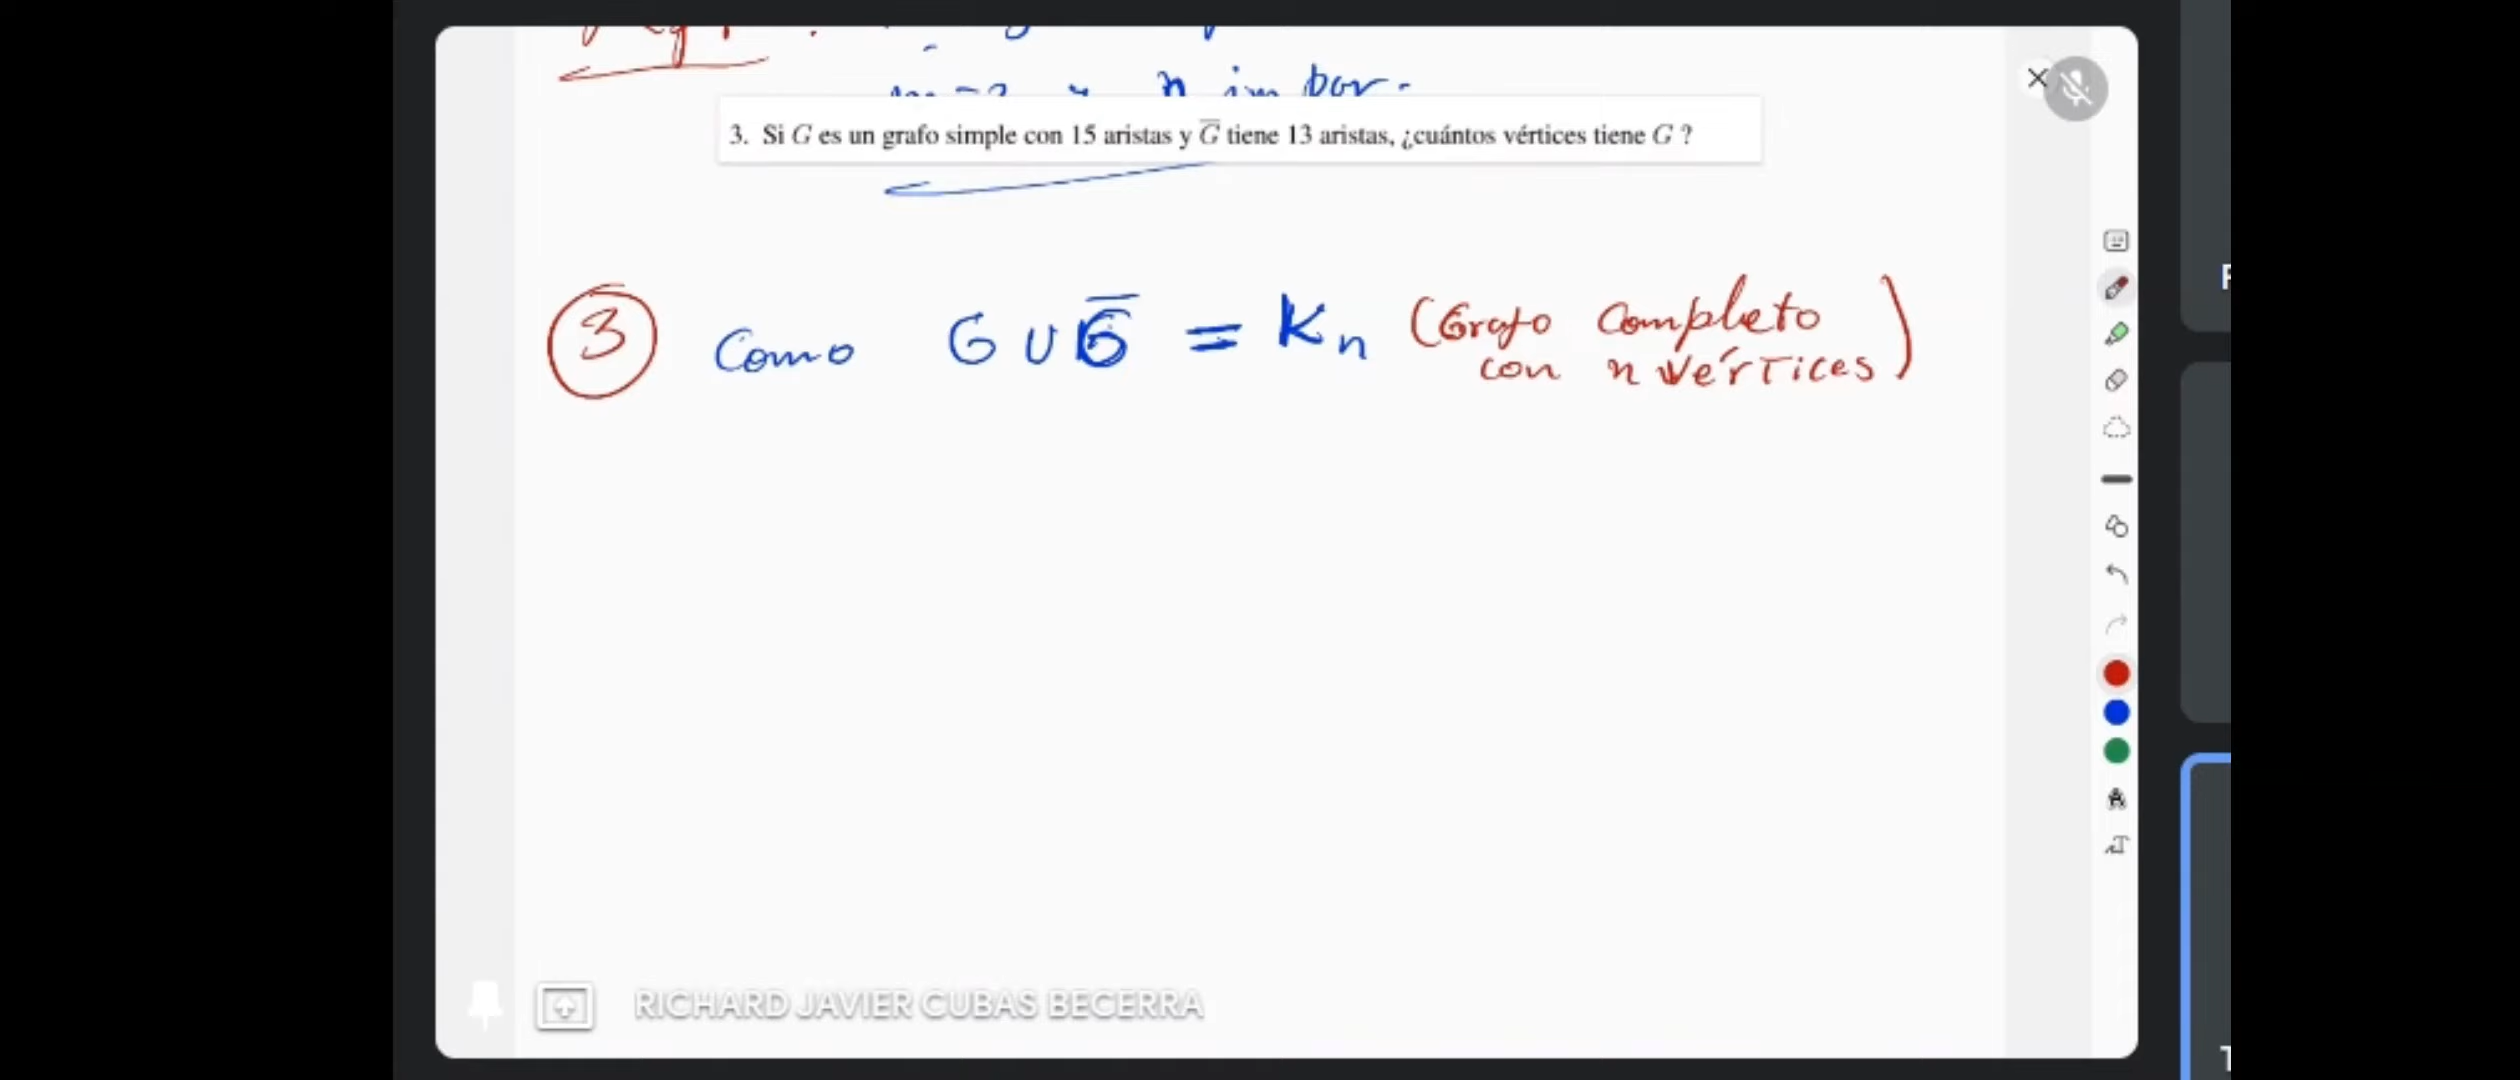 n impar.
3. Si G es un grafo simple con 15 aristas y G̅ tiene 13 aristas, ¿cuántos vértices tiene G ?
3 Como G ∪ G̅ = Kn (Grafo completo
con n vértices)
RICHARD JAVIER CUBAS BECERRA